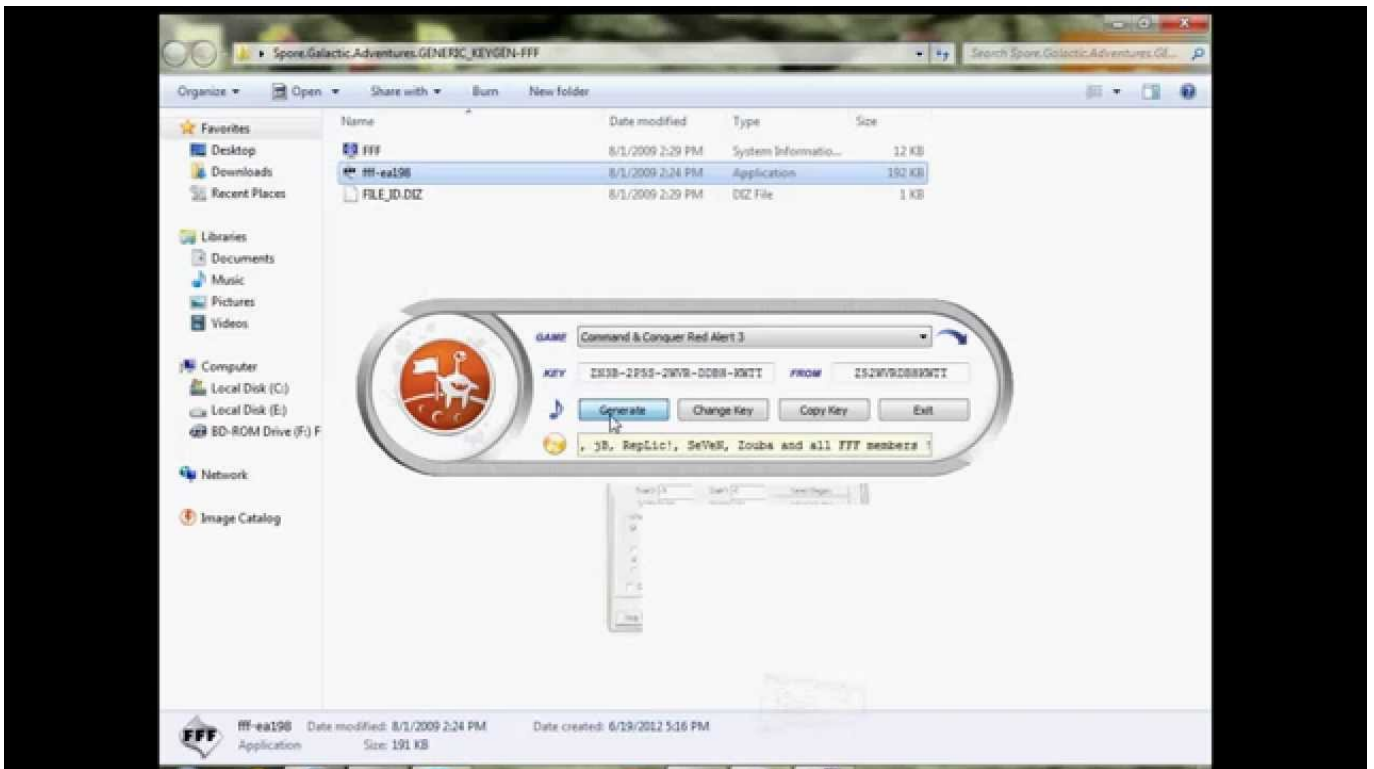 Spore.Galactic.Adventures.GENERIC_KEYGEN-FFF
Search Spore.Galactic.Adventures.GE...
Organize Open Share with Burn New folder
Name Date modified Type Size
Favorites
Desktop
Downloads
Recent Places
Libraries
Documents
Music
Pictures
Videos
Computer
Local Disk (C:)
Local Disk (E:)
BD-ROM Drive (F:) F
Network
Image Catalog
FFF 8/1/2009 2:29 PM System Informatio... 12 KB
fff-ea198 8/1/2009 2:24 PM Application 192 KB
FILE_ID.DIZ 8/1/2009 2:29 PM DIZ File 1 KB
GAME Command & Conquer Red Alert 3
KEY FROM
Generate Change Key Copy Key Exit
, 3B, RepLic!, SeVeN, Zouba and all FFF members !
FFF
fff-ea198 Date modified: 8/1/2009 2:24 PM Date created: 6/19/2012 5:16 PM
Application Size: 191 KB